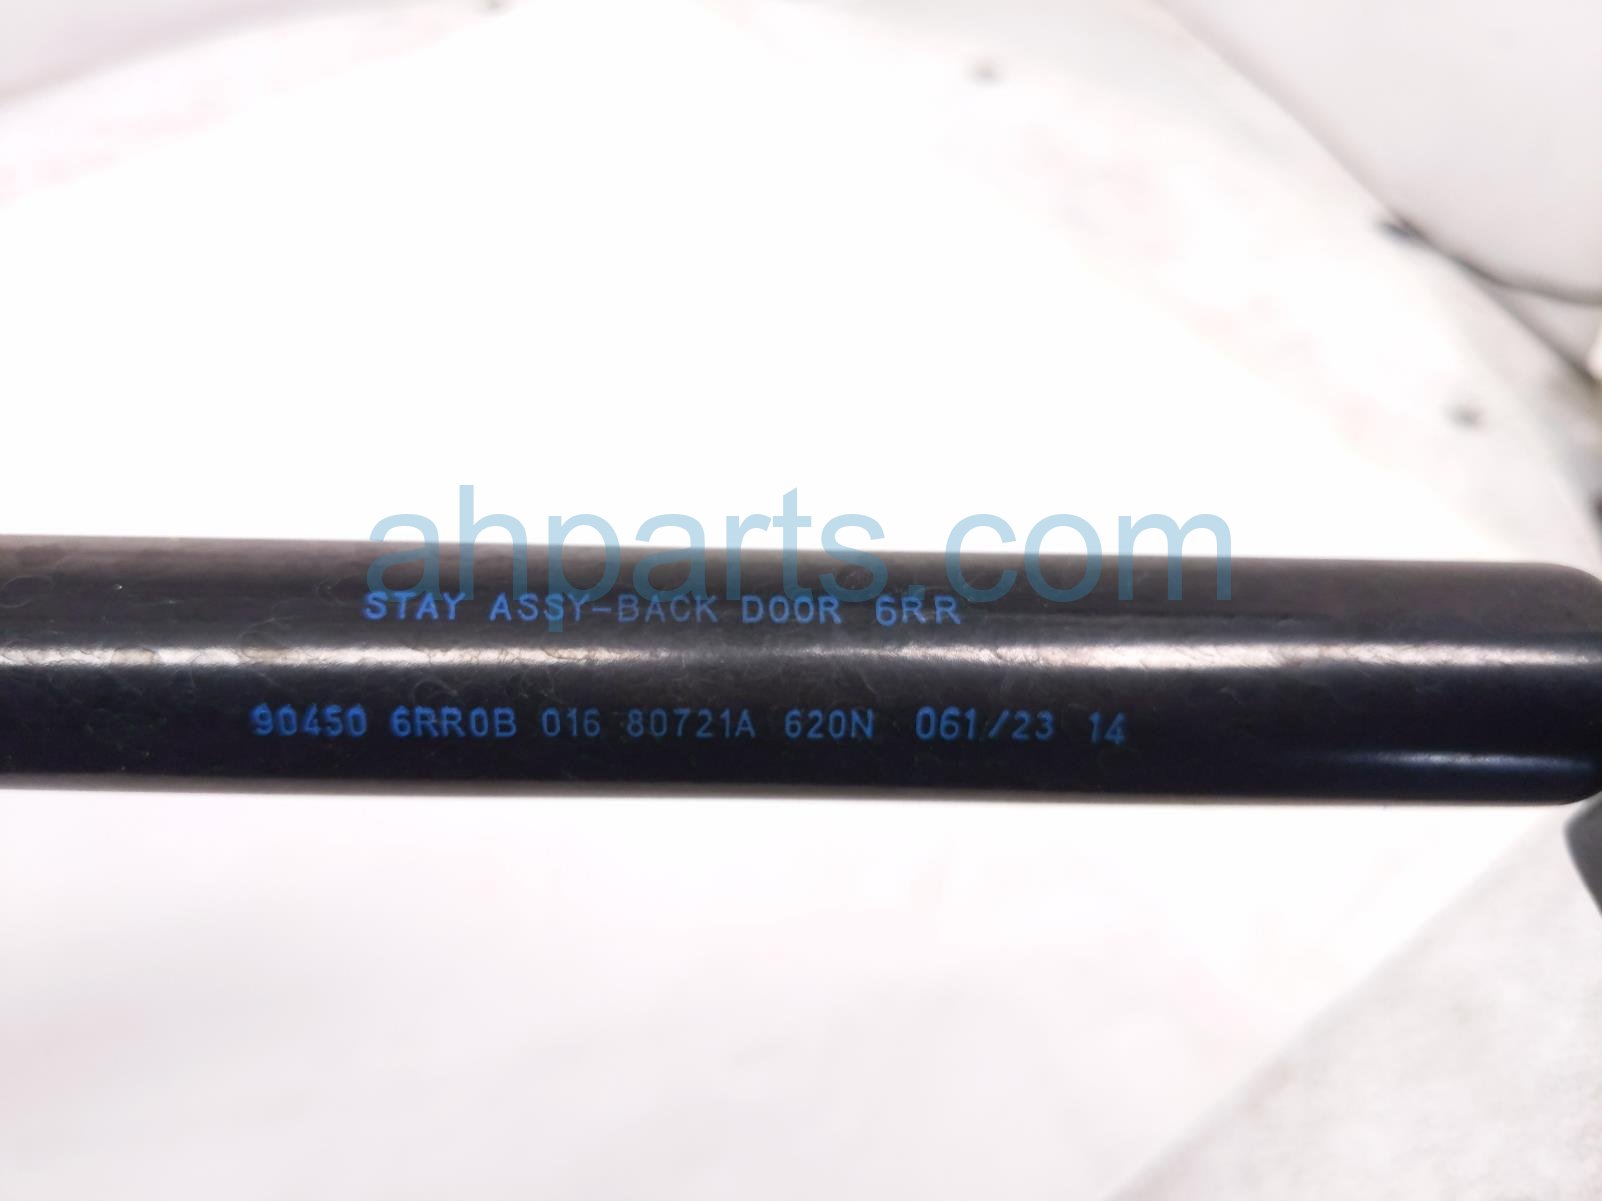 ahparts.com
STAY ASSY-BACK DOOR 6RR
90450 6RR0B 016 80721A 620N 061/23 14